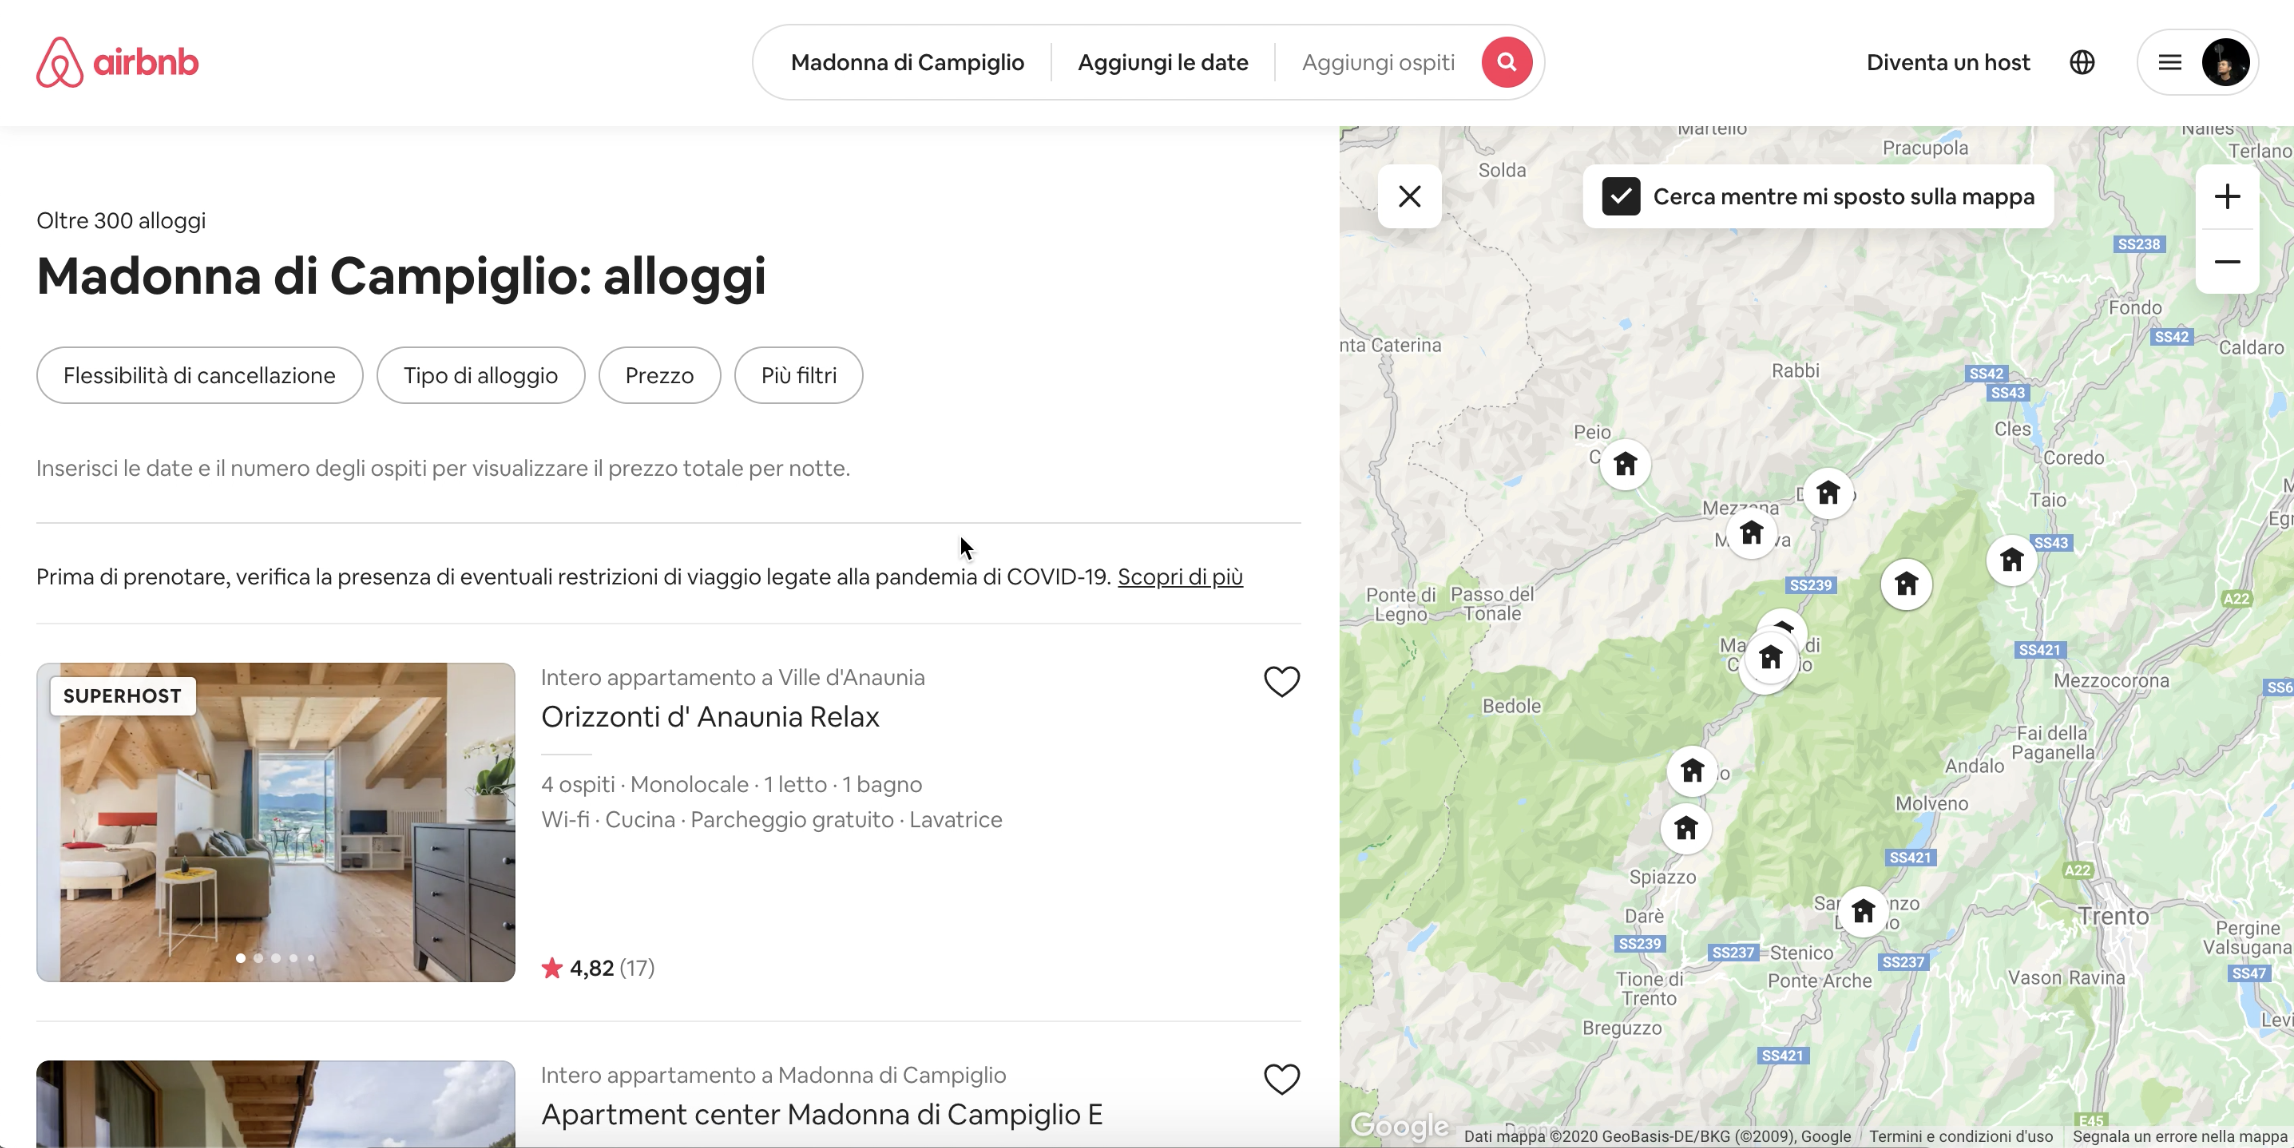 airbnb
Madonna di Campiglio
Aggiungi le date
Aggiungi ospiti
Diventa un host
Oltre 300 alloggi
Madonna di Campiglio: alloggi
Flessibilità di cancellazione
Tipo di alloggio
Prezzo
Più filtri
Inserisci le date e il numero degli ospiti per visualizzare il prezzo totale per notte.
Prima di prenotare, verifica la presenza di eventuali restrizioni di viaggio legate alla pandemia di COVID-19. Scopri di più
SUPERHOST
Intero appartamento a Ville d'Anaunia
Orizzonti d' Anaunia Relax
4 ospiti · Monolocale · 1 letto · 1 bagno
Wi-fi · Cucina · Parcheggio gratuito · Lavatrice
4,82 (17)
Intero appartamento a Madonna di Campiglio
Apartment center Madonna di Campiglio E
Martello
Nalles
Pracupola
Terlano
Solda
Cerca mentre mi sposto sulla mappa
SS238
Fondo
SS42
nta Caterina
Caldaro
Rabbi
SS42
SS43
Cles
Peio
Coredo
Taio
Mezzana
SS43
SS239
Ponte di
Legno
Passo del
Tonale
A22
SS421
Mezzocorona
Bedole
Fai della
Paganella
Andalo
Molveno
SS421
Spiazzo
A22
Darè
Trento
SS239
SS237
Stenico
SS237
Pergine
Valsugana
Tione di
Trento
Ponte Arche
Vason Ravina
SS47
Breguzzo
Levi
SS421
E45
Google
Dati mappa ©2020 GeoBasis-DE/BKG (©2009), Google
Termini e condizioni d'uso
Segnala un errore nella mappa